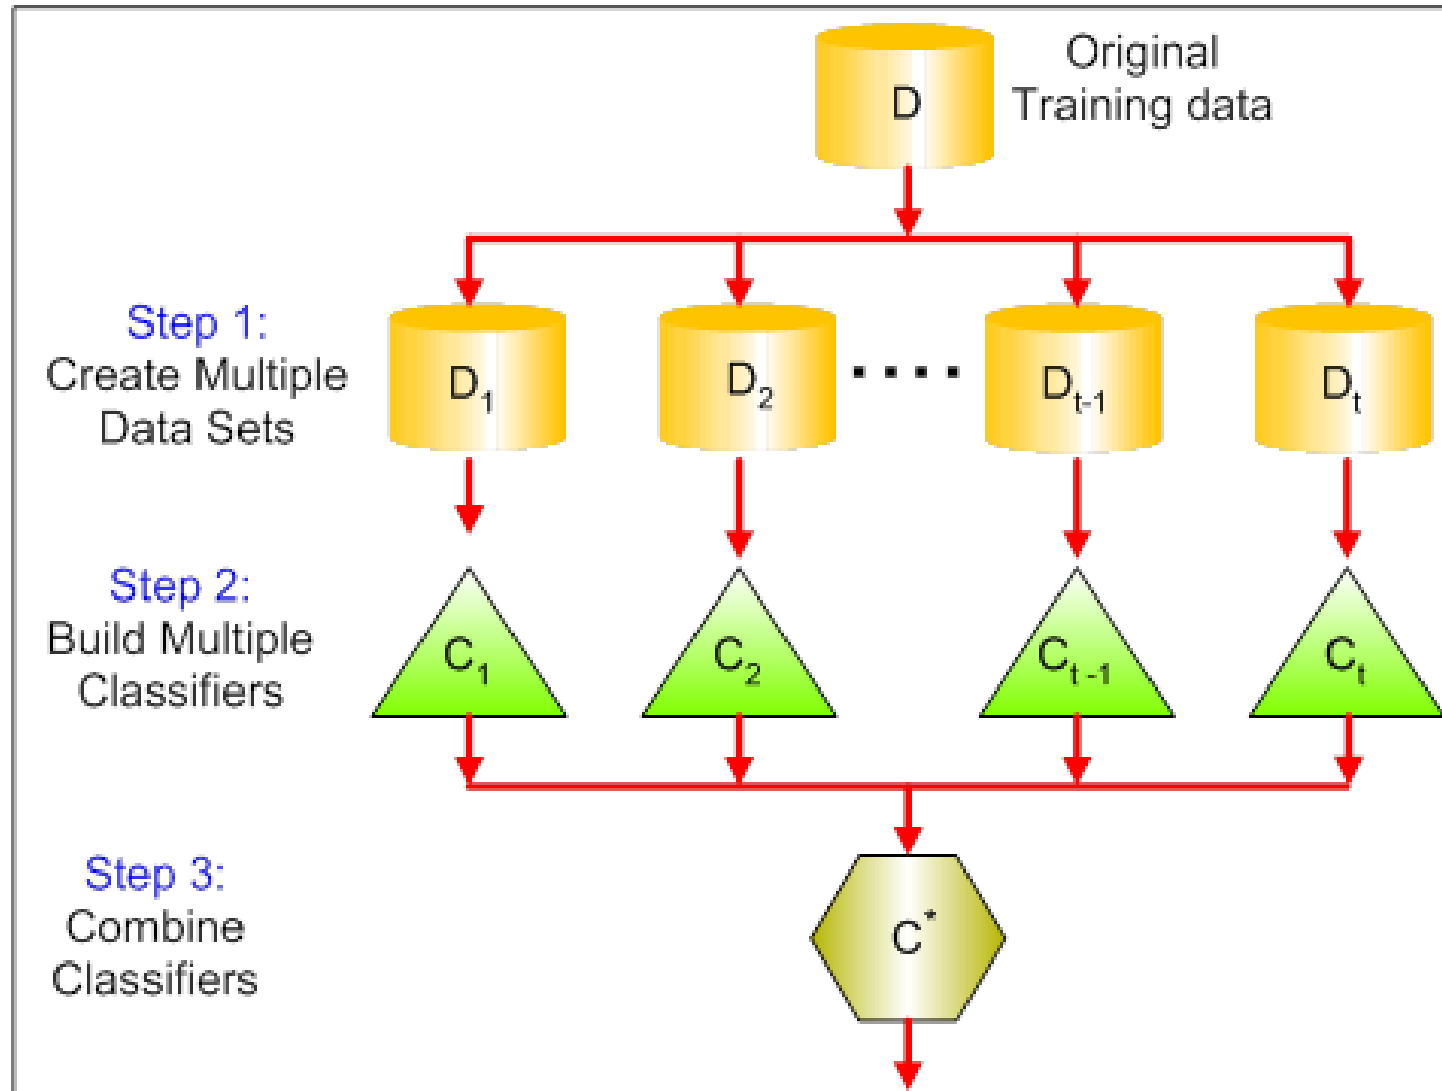 D
Original
Training data
Step 1:
Create Multiple
Data Sets
D₁
D₂
....
Dₜ₋₁
Dₜ
Step 2:
Build Multiple
Classifiers
C₁
C₂
Cₜ₋₁
Cₜ
Step 3:
Combine
Classifiers
C*